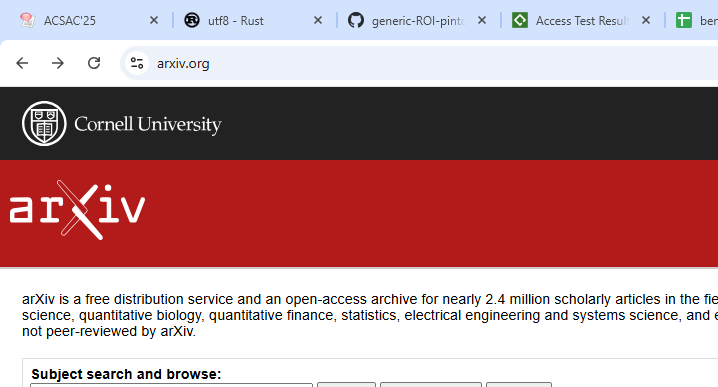 ACSAC'25
utf8 - Rust
generic-ROI-pinto
Access Test Result
ber
arxiv.org
Cornell University
arXiv
arXiv is a free distribution service and an open-access archive for nearly 2.4 million scholarly articles in the fie
science, quantitative biology, quantitative finance, statistics, electrical engineering and systems science, and e
not peer-reviewed by arXiv.
Subject search and browse: